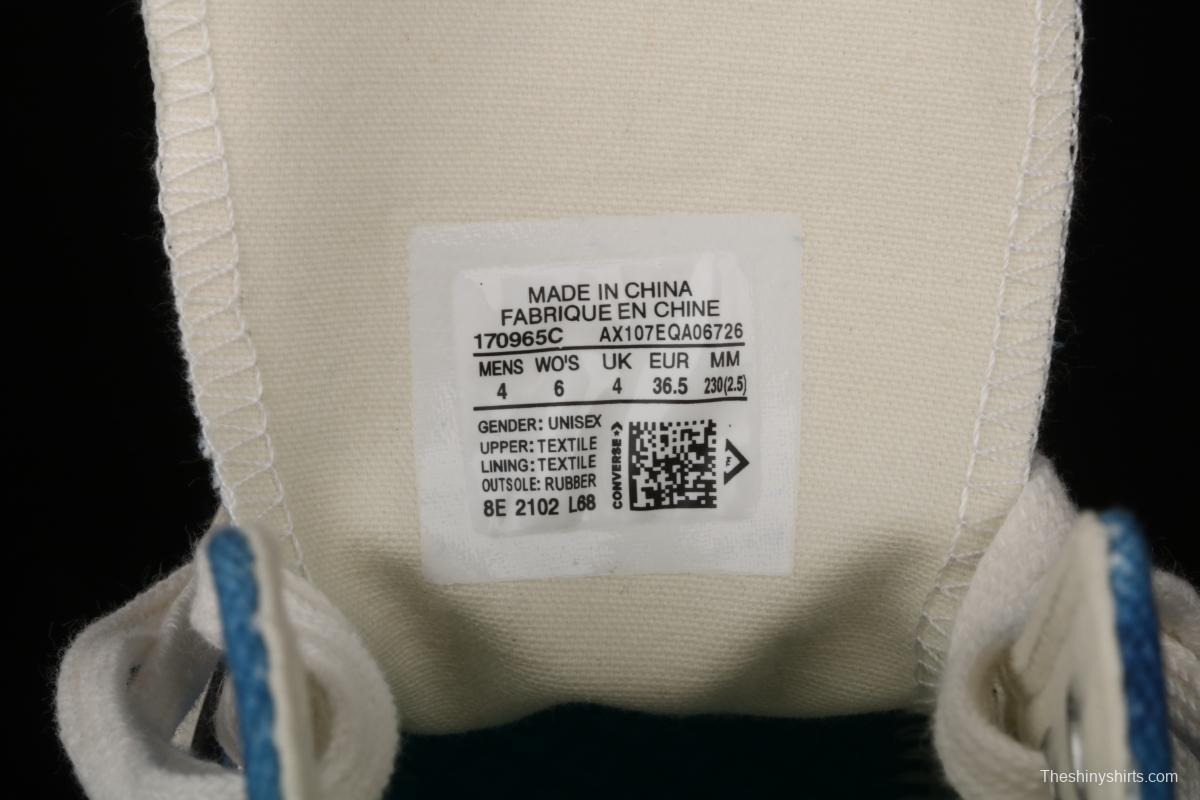 MADE IN CHINA
FABRIQUE EN CHINE
170965C AX107EQA06726
MENS WO'S UK EUR MM
4 6 4 36.5 230(2.5)
GENDER: UNISEX
UPPER: TEXTILE
LINING: TEXTILE
OUTSOLE: RUBBER
8E 2102 L68
CONVERSE
Theshinyshirts.com